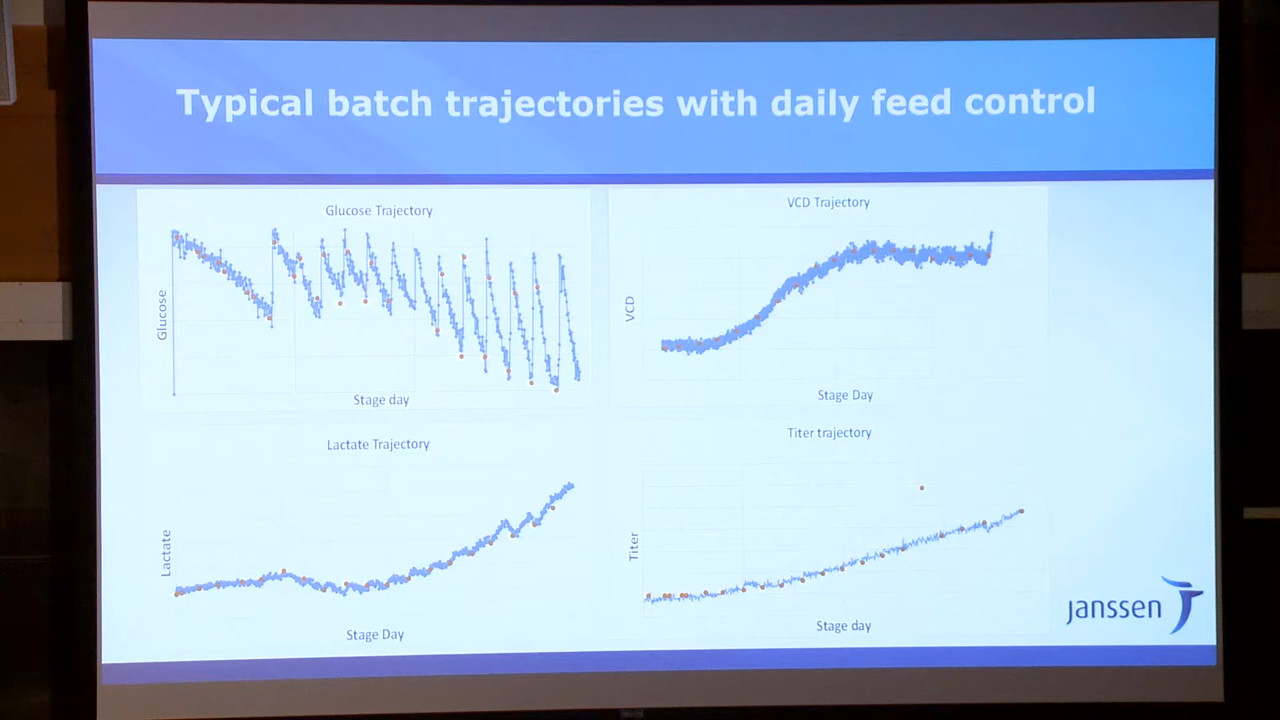 Typical batch trajectories with daily feed control
Glucose Trajectory
Glucose
Stage day
VCD Trajectory
VCD
Stage Day
Lactate Trajectory
Lactate
Stage Day
Titer trajectory
Titer
Stage day
janssen